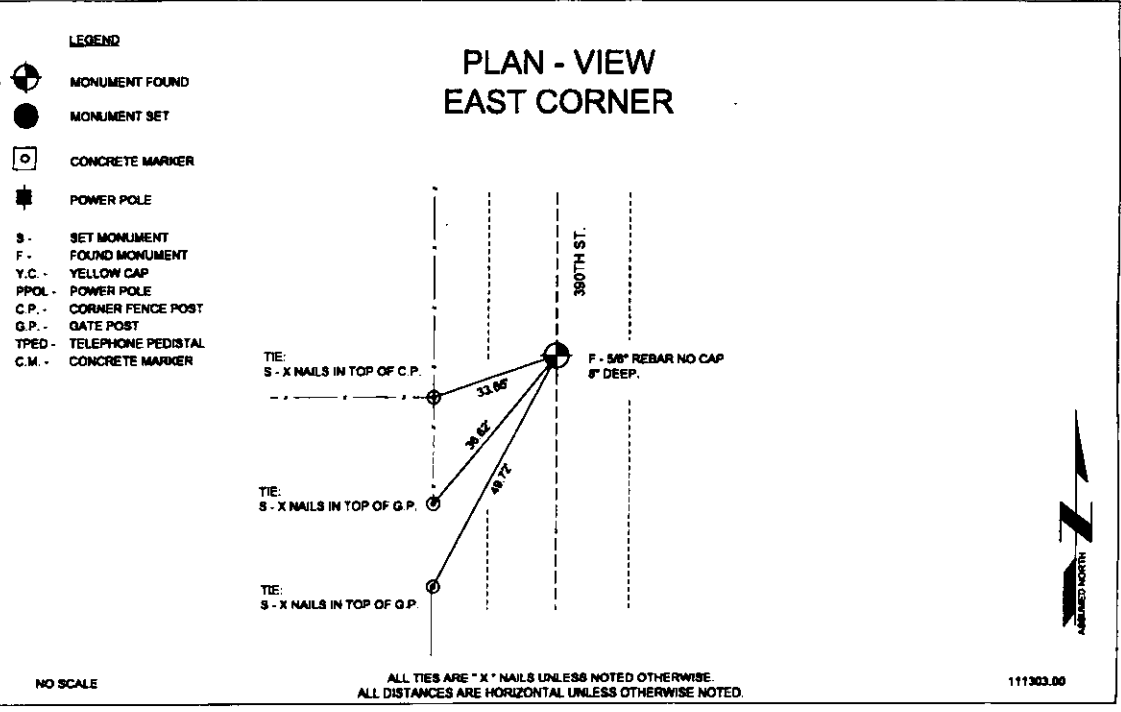 LEGEND
MONUMENT FOUND
MONUMENT SET
CONCRETE MARKER
POWER POLE
S - SET MONUMENT
F - FOUND MONUMENT
Y.C. - YELLOW CAP
PPOL - POWER POLE
C.P. - CORNER FENCE POST
G.P. - GATE POST
TPED - TELEPHONE PEDISTAL
C.M. - CONCRETE MARKER
PLAN - VIEW
EAST CORNER
390TH ST.
TIE:
S - X NAILS IN TOP OF C.P.
33.66'
F - 5/8" REBAR NO CAP
8" DEEP.
36.62'
49.72'
TIE:
S - X NAILS IN TOP OF G.P.
TIE:
S - X NAILS IN TOP OF G.P.
ASSUMED NORTH
NO SCALE
ALL TIES ARE " X " NAILS UNLESS NOTED OTHERWISE.
ALL DISTANCES ARE HORIZONTAL UNLESS OTHERWISE NOTED.
111303.00